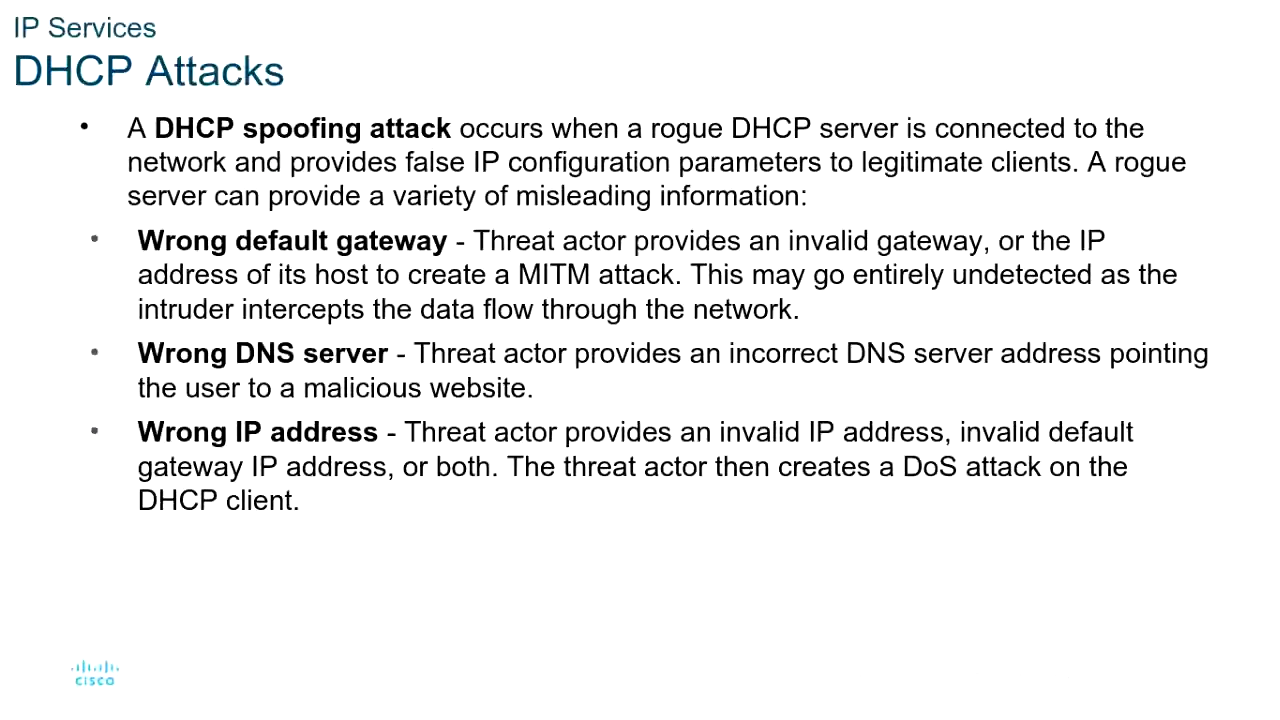 IP Services
DHCP Attacks
• A DHCP spoofing attack occurs when a rogue DHCP server is connected to the
network and provides false IP configuration parameters to legitimate clients. A rogue
server can provide a variety of misleading information:
• Wrong default gateway - Threat actor provides an invalid gateway, or the IP
address of its host to create a MITM attack. This may go entirely undetected as the
intruder intercepts the data flow through the network.
• Wrong DNS server - Threat actor provides an incorrect DNS server address pointing
the user to a malicious website.
• Wrong IP address - Threat actor provides an invalid IP address, invalid default
gateway IP address, or both. The threat actor then creates a DoS attack on the
DHCP client.
CISCO